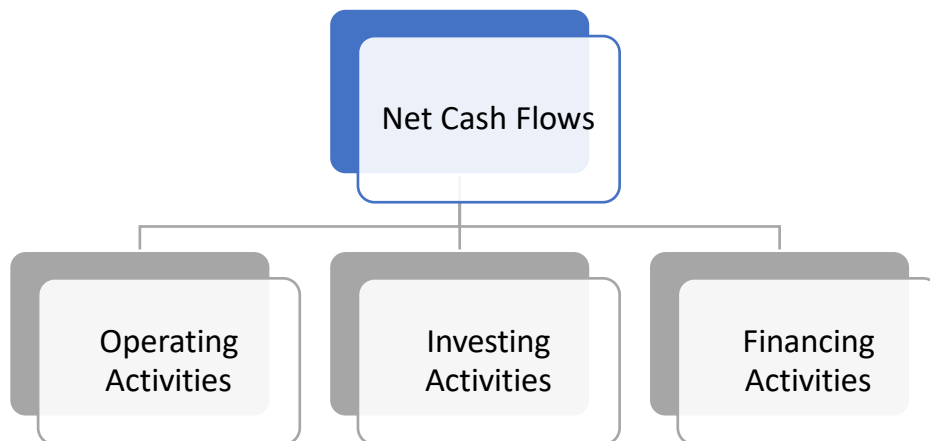 Net Cash Flows
Operating
Activities
Investing
Activities
Financing
Activities